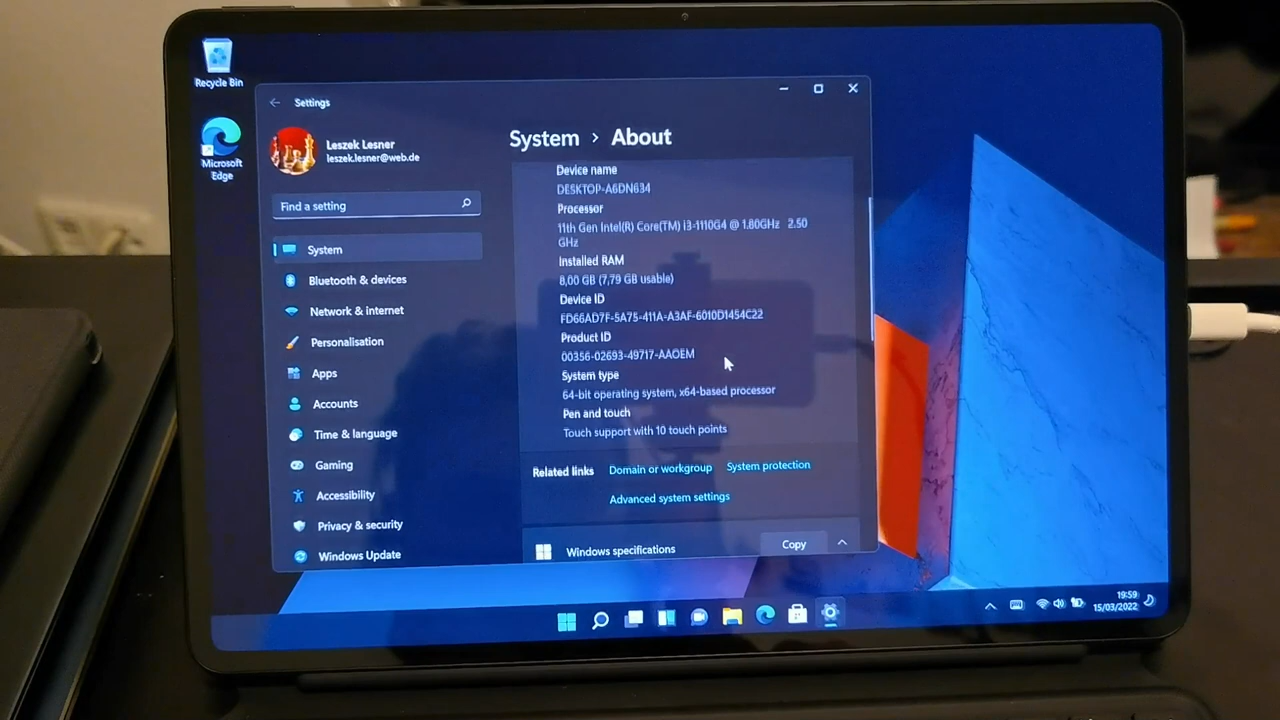 Recycle Bin
Microsoft
Edge
Settings
Leszek Lesner
leszek.lesner@web.de
Find a setting
System
Bluetooth & devices
Network & internet
Personalisation
Apps
Accounts
Time & language
Gaming
Accessibility
Privacy & security
Windows Update
System › About
Device name
DESKTOP-A6DN634
Processor
11th Gen Intel(R) Core(TM) i3-1110G4 @ 1.80GHz 2.50
GHz
Installed RAM
8,00 GB (7,79 GB usable)
Device ID
FD66AD7F-5A75-411A-A3AF-6010D1454C22
Product ID
00356-02693-49717-AAOEM
System type
64-bit operating system, x64-based processor
Pen and touch
Touch support with 10 touch points
Related links Domain or workgroup System protection
Advanced system settings
Windows specifications Copy
19:59
15/03/2022